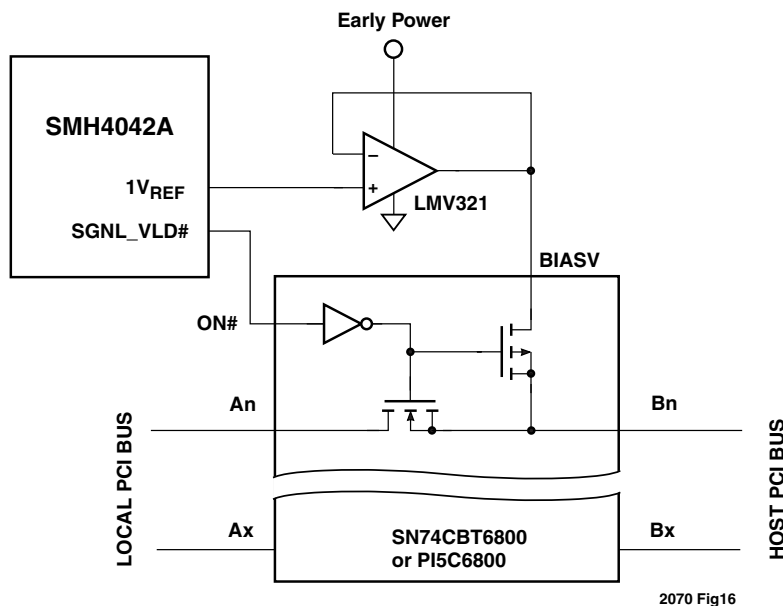 Early Power
SMH4042A
1VREF
SGNL_VLD#
−
+
LMV321
BIASV
ON#
An
Bn
LOCAL PCI BUS
HOST PCI BUS
Ax
Bx
SN74CBT6800
or PI5C6800
2070 Fig16